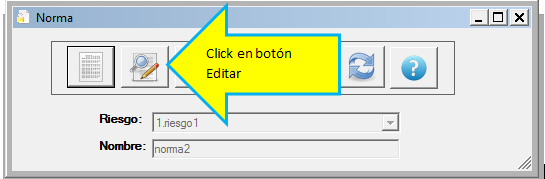 Norma
Click en botón
Editar
?
Riesgo: 1.riesgo1
Nombre: norma2